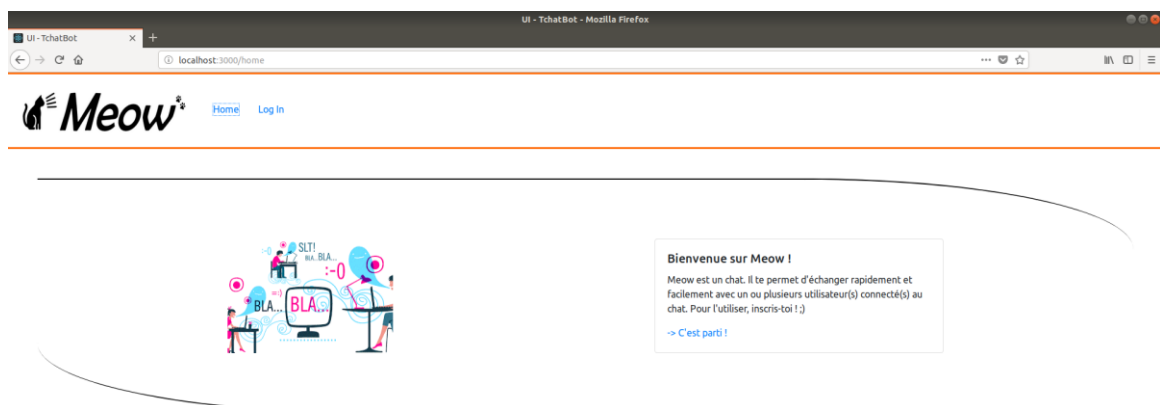 UI - TchatBot - Mozilla Firefox
UI - TchatBot
localhost:3000/home
Meow
Home Log In
SLT!
BLA.. BLA...
:-0
:-0
=:)
BLA... BLA...
Bienvenue sur Meow !
Meow est un chat. Il te permet d'échanger rapidement et
facilement avec un ou plusieurs utilisateur(s) connecté(s) au
chat. Pour l'utiliser, inscris-toi ! ;)
-> C'est parti !